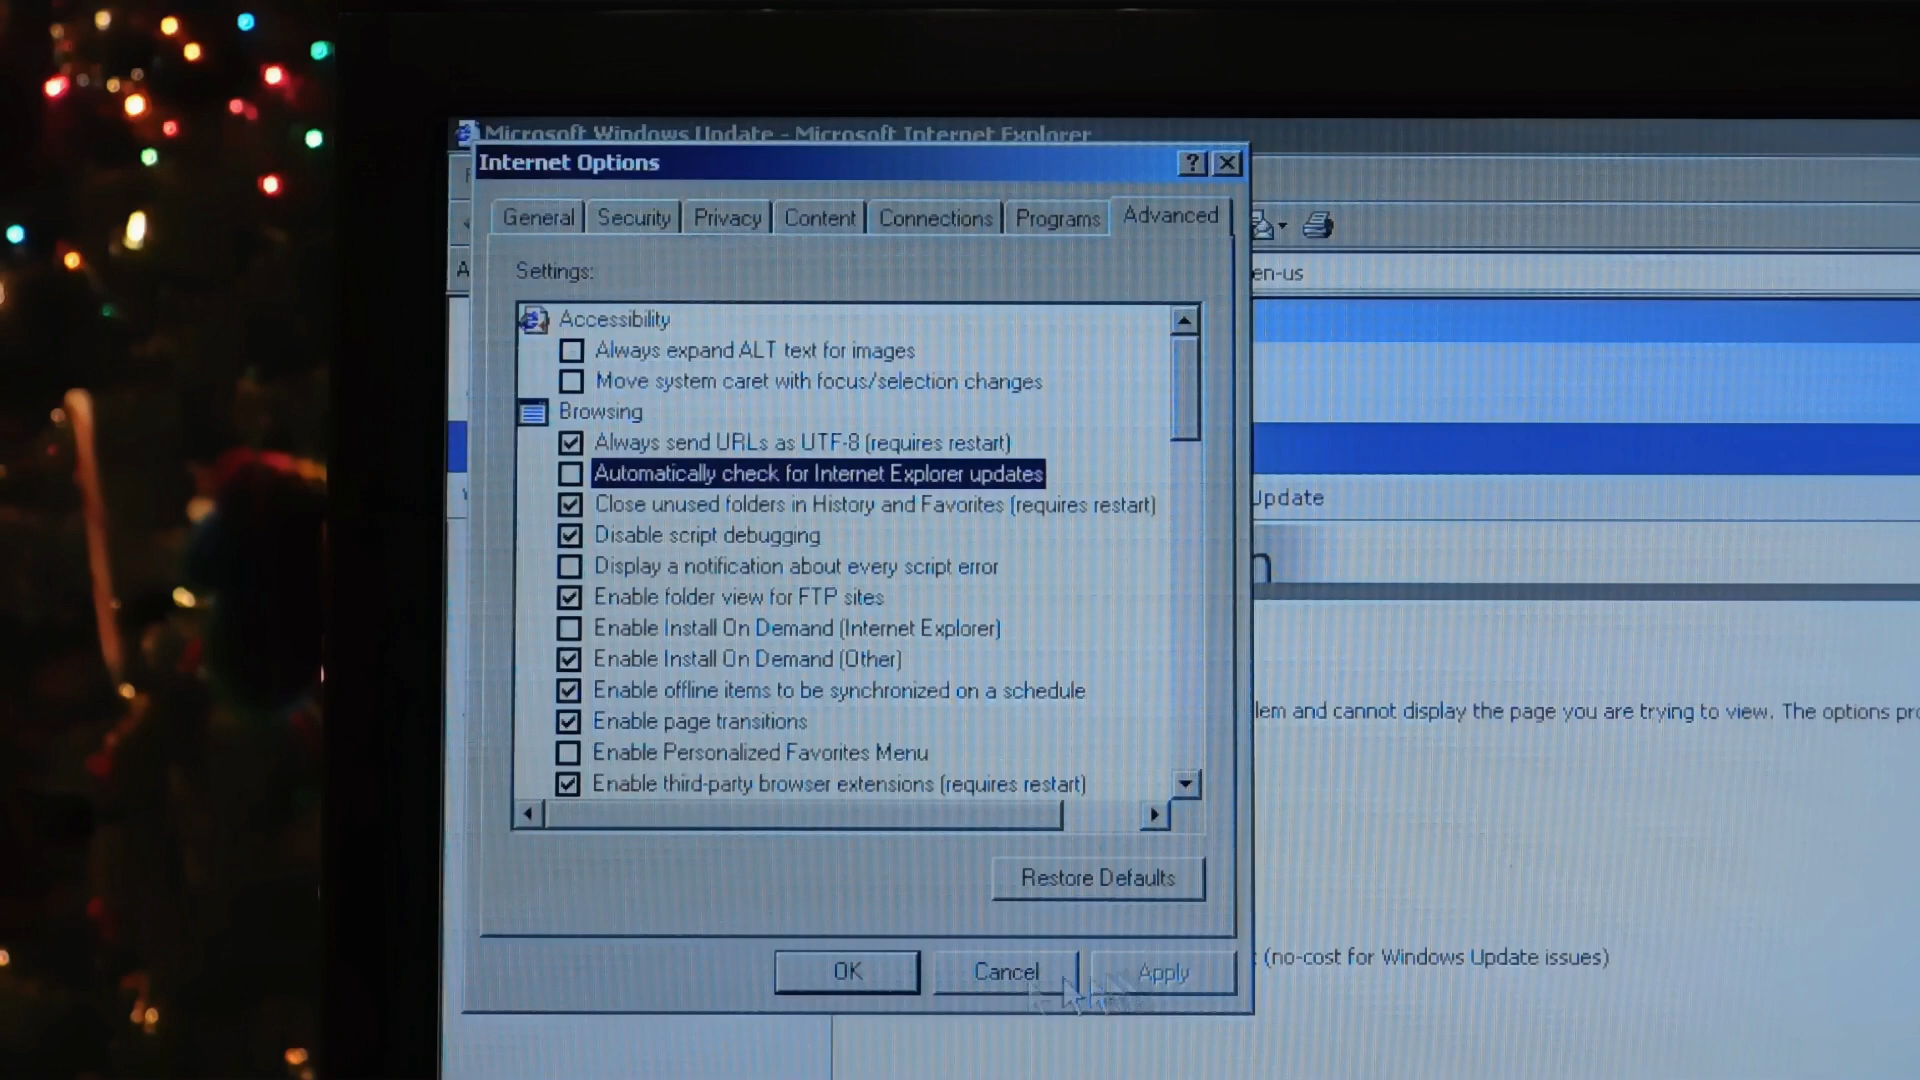 Microsoft Windows Update - Microsoft Internet Explorer
Internet Options
General Security Privacy Content Connections Programs Advanced
en-us
Settings:
Accessibility
Always expand ALT text for images
Move system caret with focus/selection changes
Browsing
Always send URLs as UTF-8 (requires restart)
Automatically check for Internet Explorer updates
Close unused folders in History and Favorites (requires restart)
Update
Disable script debugging
Display a notification about every script error
Enable folder view for FTP sites
Enable Install On Demand (Internet Explorer)
Enable Install On Demand (Other)
Enable offline items to be synchronized on a schedule
Enable page transitions
lem and cannot display the page you are trying to view. The options pro
Enable Personalized Favorites Menu
Enable third-party browser extensions (requires restart)
Restore Defaults
(no-cost for Windows Update issues)
OK Cancel Apply